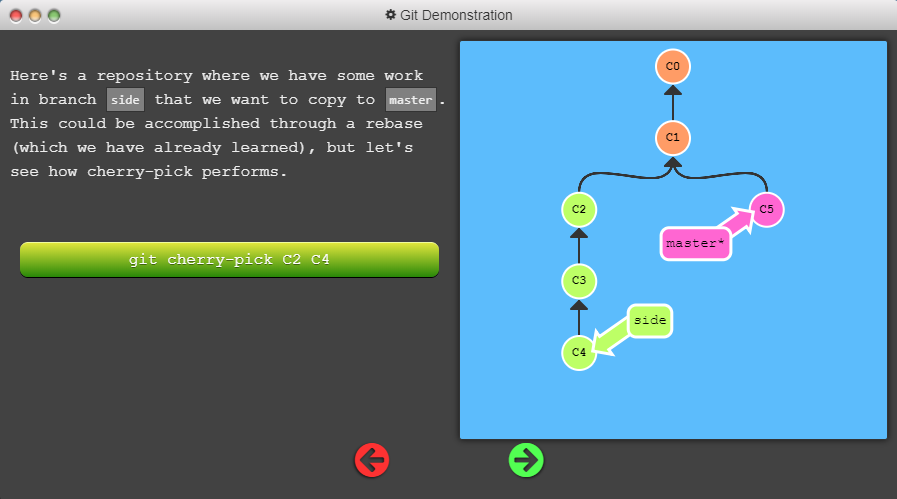 Git Demonstration
Here's a repository where we have some work
in branch side that we want to copy to master.
This could be accomplished through a rebase
(which we have already learned), but let's
see how cherry-pick performs.
git cherry-pick C2 C4
C0
C1
C2
C5
master*
C3
side
C4